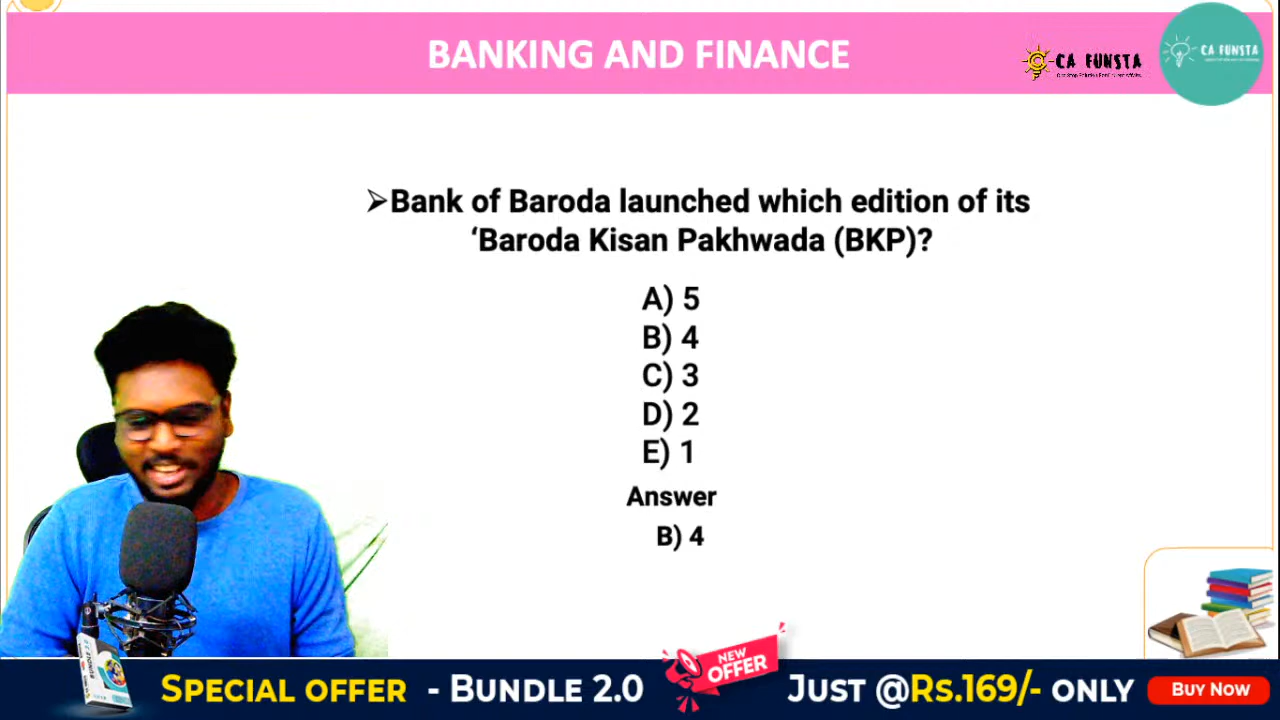 BANKING AND FINANCE
CA FUNSTA
CA FUNSTA
➢Bank of Baroda launched which edition of its
‘Baroda Kisan Pakhwada (BKP)?
A) 5
B) 4
C) 3
D) 2
E) 1
Answer
B) 4
SPECIAL OFFER - BUNDLE 2.0
NEW
OFFER
JUST @Rs.169/- ONLY
Buy Now